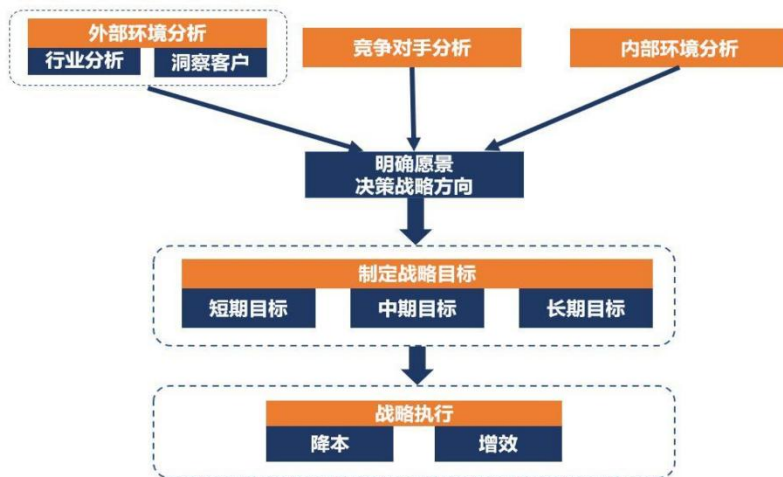 外部环境分析
行业分析
洞察客户
竞争对手分析
内部环境分析
明确愿景
决策战略方向
制定战略目标
短期目标
中期目标
长期目标
战略执行
降本
增效